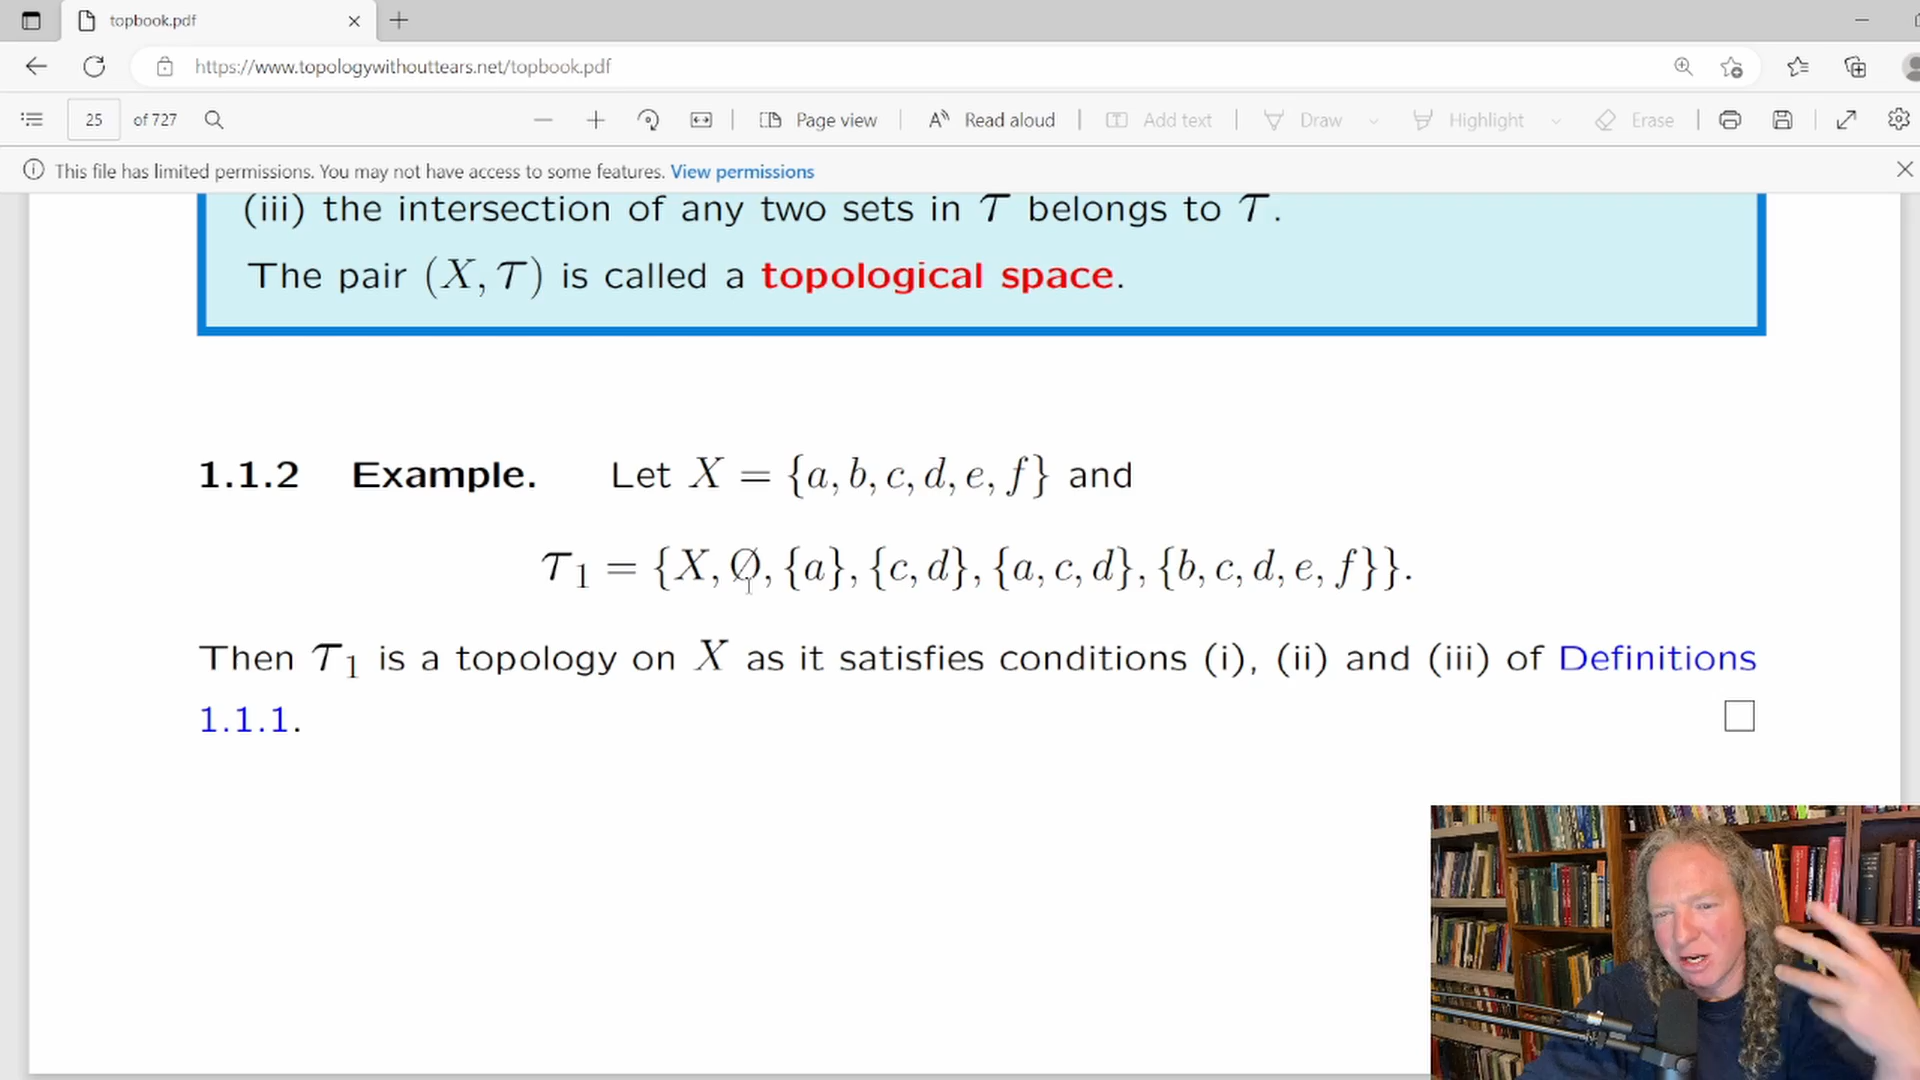 topbook.pdf
https://www.topologywithouttears.net/topbook.pdf
25 of 727 Page view Read aloud Add text Draw Highlight Erase
This file has limited permissions. You may not have access to some features. View permissions
(iii) the intersection of any two sets in τ belongs to τ.
The pair (X, τ) is called a topological space.
1.1.2 Example. Let X = {a, b, c, d, e, f} and
τ₁ = {X, Ø, {a}, {c, d}, {a, c, d}, {b, c, d, e, f}}.
Then τ₁ is a topology on X as it satisfies conditions (i), (ii) and (iii) of Definitions
1.1.1.